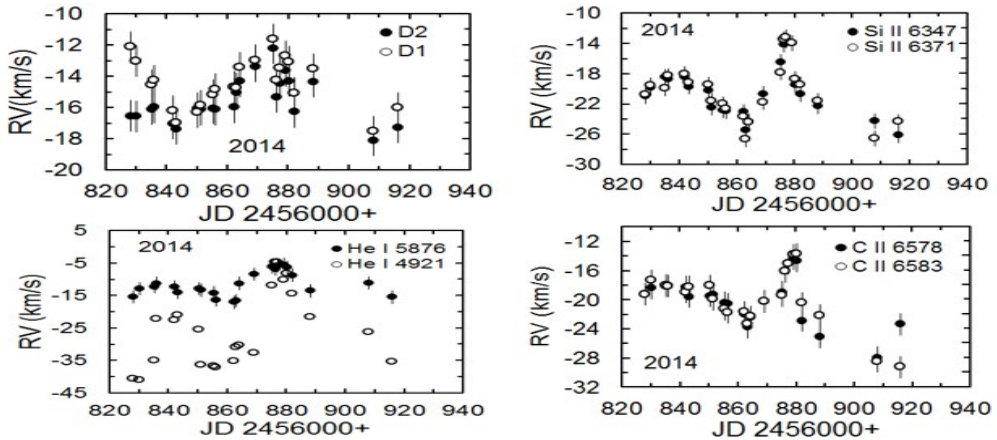 -10
-12
-14
-16
-18
-20
RV(km/s)
D2
D1
2014
820 840 860 880 900 920 940
JD 2456000+
-10
-14
-18
-22
-26
-30
RV(km/s)
2014
Si II 6347
Si II 6371
820 840 860 880 900 920 940
JD 2456000+
5
-5
-15
-25
-35
-45
RV (km/s)
2014
He I 5876
He I 4921
820 840 860 880 900 920 940
JD 2456000+
-12
-16
-20
-24
-28
-32
RV (km/s)
C II 6578
C II 6583
2014
820 840 860 880 900 920 940
JD 2456000+